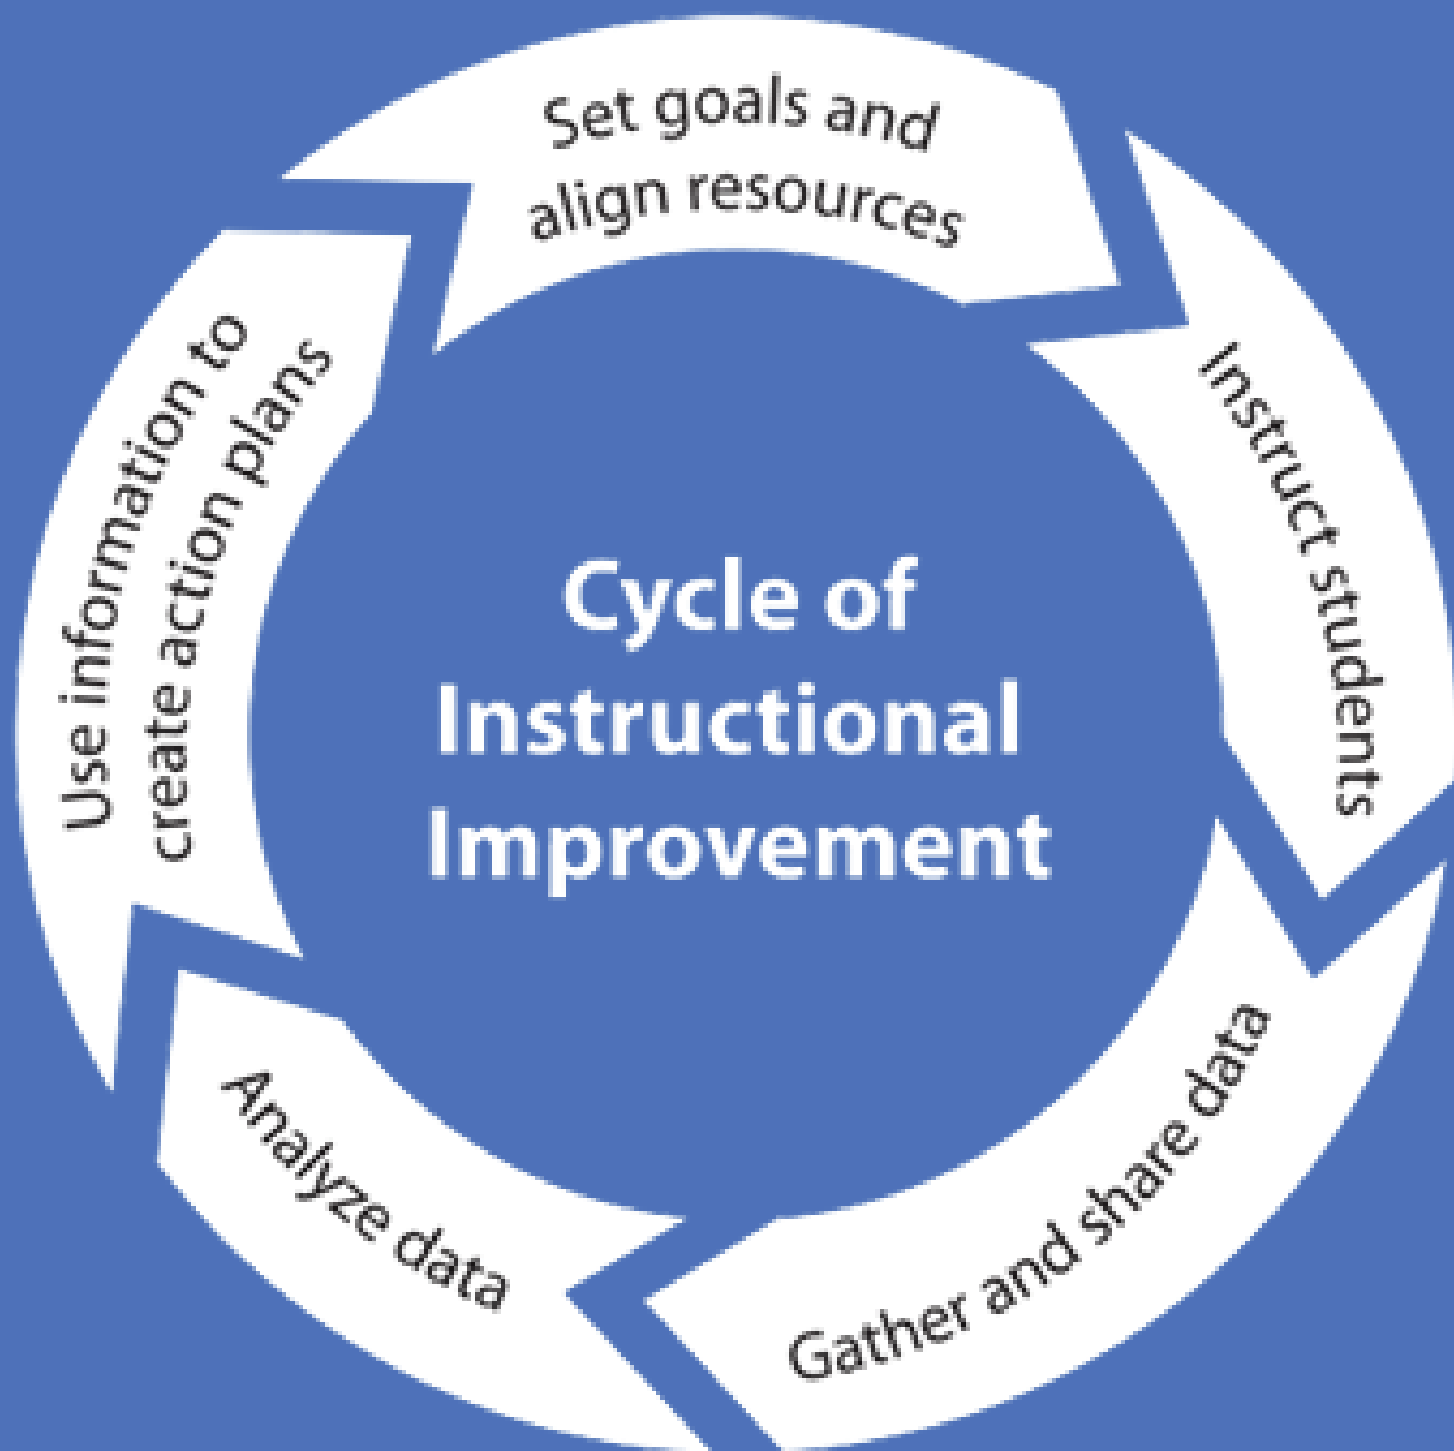 Set goals and
align resources
Instruct students
Gather and share data
Analyze data
Use information to
create action plans
Cycle of
Instructional
Improvement